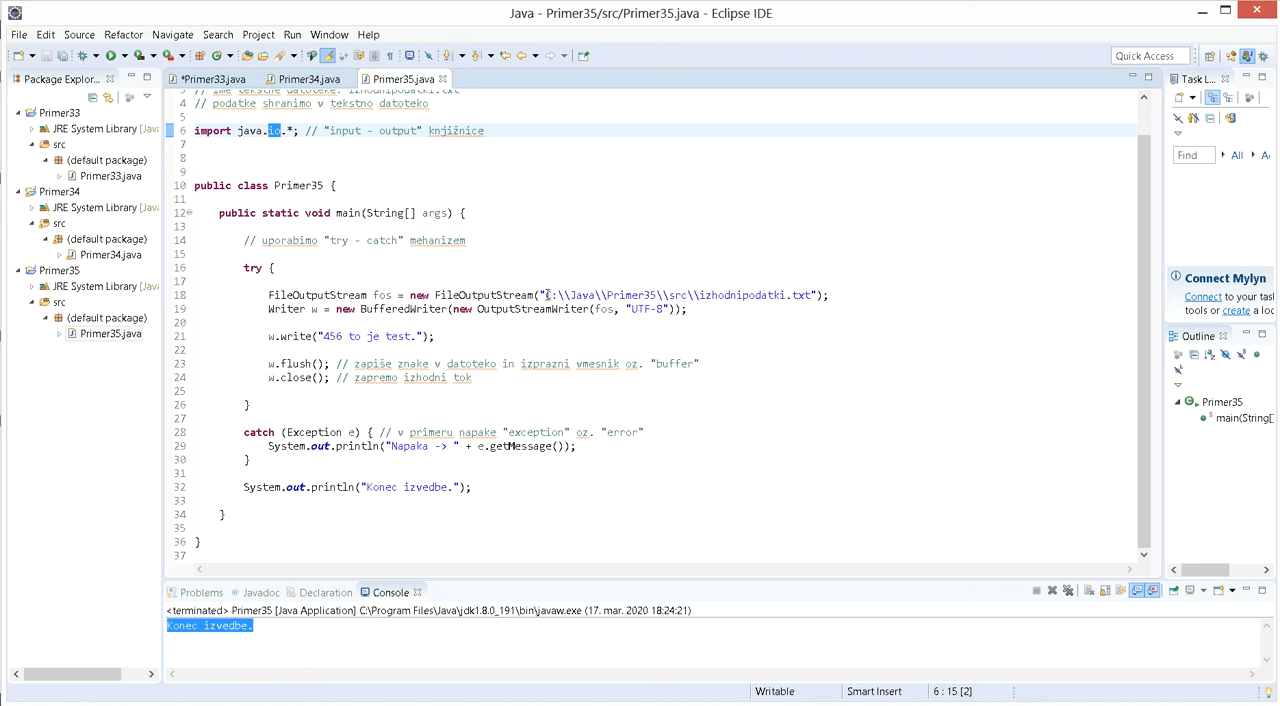 Java - Primer35/src/Primer35.java - Eclipse IDE
File Edit Source Refactor Navigate Search Project Run Window Help
Quick Access
Package Explor...
*Primer33.java Primer34.java Primer35.java
Task L...
Primer33
JRE System Library [Java
src
(default package)
Primer33.java
Primer34
JRE System Library [Java
src
(default package)
Primer34.java
Primer35
JRE System Library [Java
src
(default package)
Primer35.java
3 // ime tekstne datoteke: izhodnipodatki.txt
4 // podatke shranimo v tekstno datoteko
5
6 import java.io.*; // "input - output" knjižnice
7
8
9
10 public class Primer35 {
11
12 public static void main(String[] args) {
13
14 // uporabimo "try - catch" mehanizem
15
16 try {
17
18 FileOutputStream fos = new FileOutputStream("C:\\Java\\Primer35\\src\\izhodnipodatki.txt");
19 Writer w = new BufferedWriter(new OutputStreamWriter(fos, "UTF-8"));
20
21 w.write("456 to je test.");
22
23 w.flush(); // zapiše znake v datoteko in izprazni vmesnik oz. "buffer"
24 w.close(); // zapremo izhodni tok
25
26 }
27
28 catch (Exception e) { // v primeru napake "exception" oz. "error"
29 System.out.println("Napaka -> " + e.getMessage());
30 }
31
32 System.out.println("Konec izvedbe.");
33
34 }
35
36 }
37
Find All A
Connect Mylyn
Connect to your task
tools or create a loc
Outline
Primer35
main(String[]
Problems Javadoc Declaration Console
<terminated> Primer35 [Java Application] C:\Program Files\Java\jdk1.8.0_191\bin\javaw.exe (17. mar. 2020 18:24:21)
Konec izvedbe.
Writable Smart Insert 6 : 15 [2]